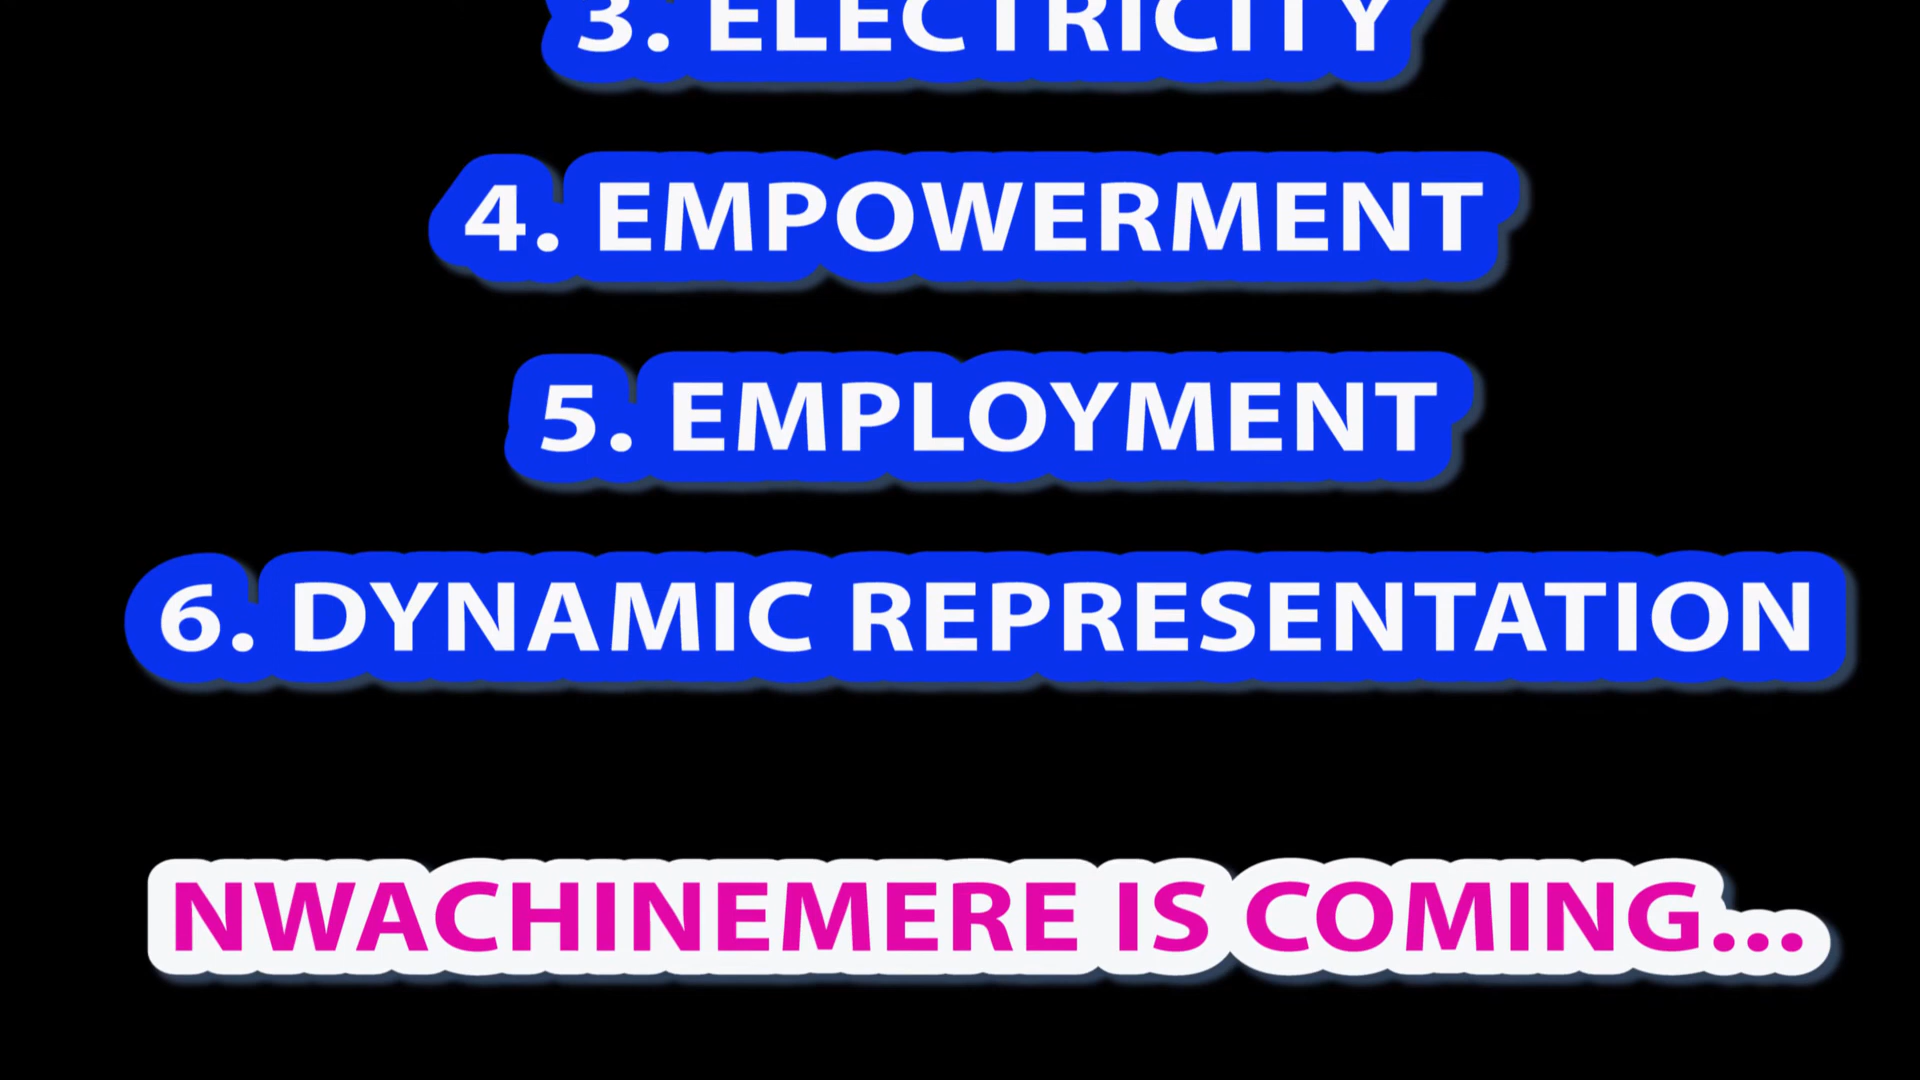 3. ELECTRICITY
4. EMPOWERMENT
5. EMPLOYMENT
6. DYNAMIC REPRESENTATION
NWACHINEMERE IS COMING...